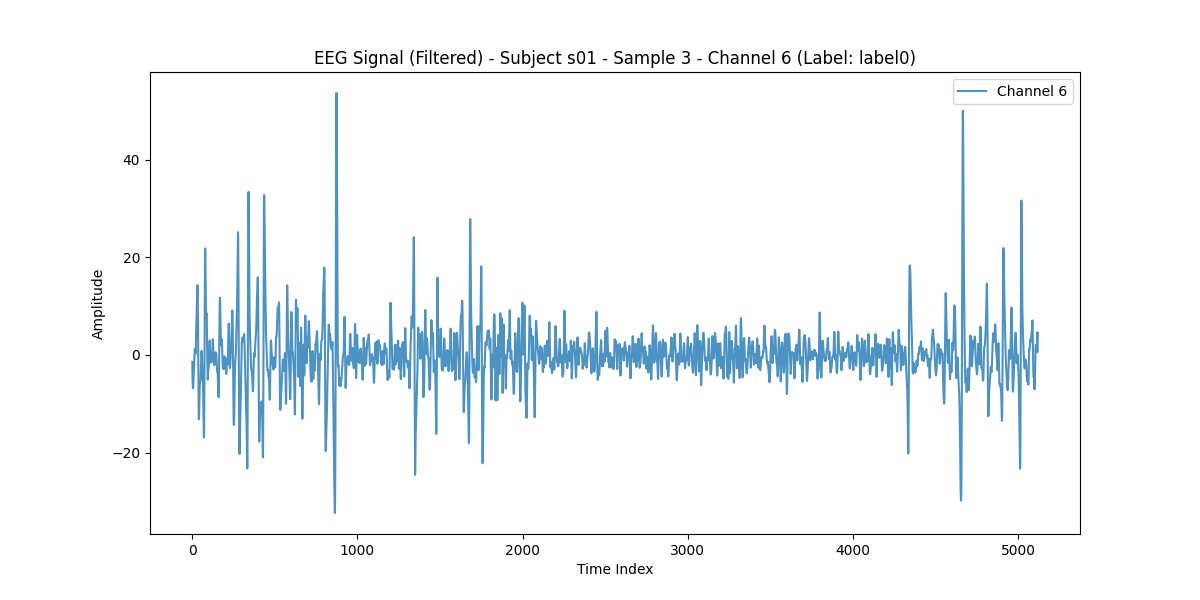 EEG Signal (Filtered) - Subject s01 - Sample 3 - Channel 6 (Label: label0)
Channel 6
Amplitude
40
20
0
−20
0 1000 2000 3000 4000 5000
Time Index